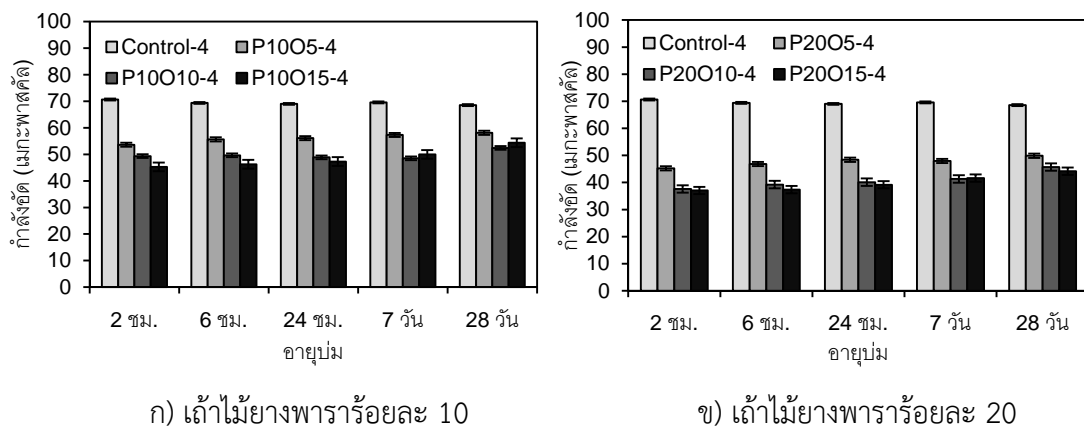 กำลังอัด (เมกะพาสคัล)
100
90
80
70
60
50
40
30
20
10
0
Control-4 P10O5-4
P10O10-4 P10O15-4
2 ชม. 6 ชม. 24 ชม. 7 วัน 28 วัน
อายุบ่ม
ก) เถ้าไม้ยางพาราร้อยละ 10
กำลังอัด (เมกะพาสคัล)
100
90
80
70
60
50
40
30
20
10
0
Control-4 P20O5-4
P20O10-4 P20O15-4
2 ชม. 6 ชม. 24 ชม. 7 วัน 28 วัน
อายุบ่ม
ข) เถ้าไม้ยางพาราร้อยละ 20